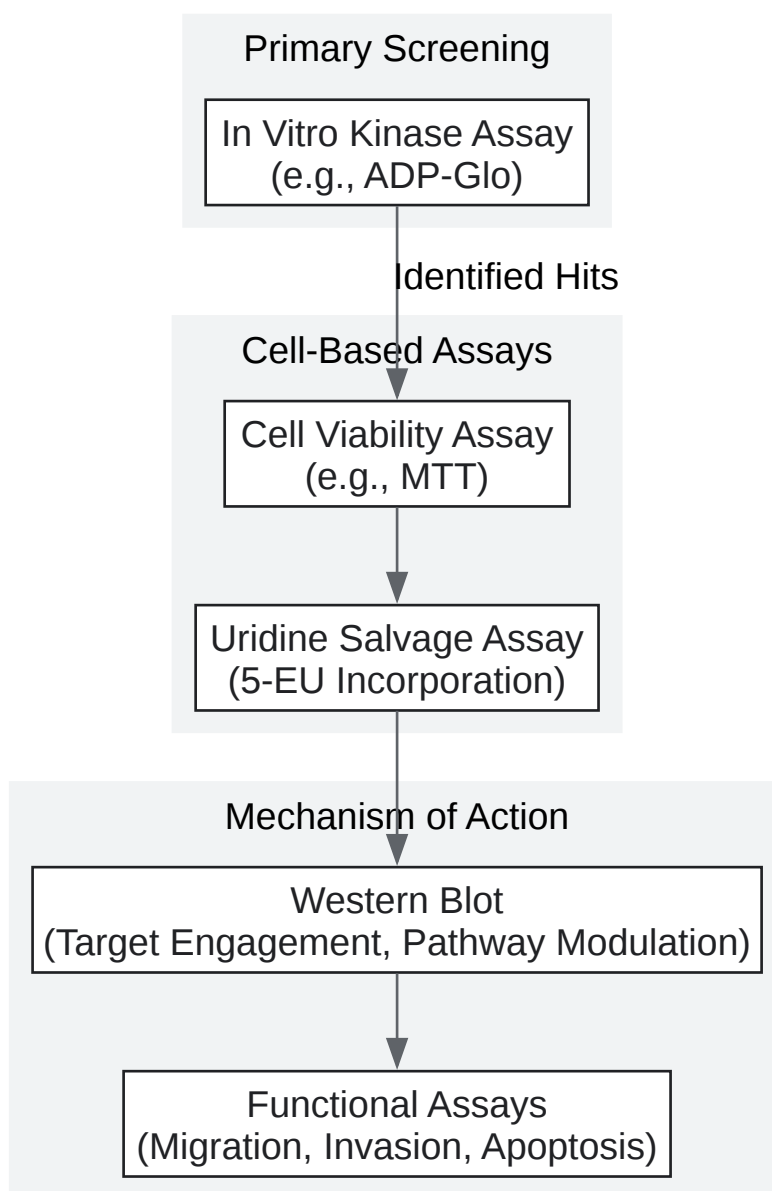 Primary Screening
In Vitro Kinase Assay
(e.g., ADP-Glo)
Identified Hits
Cell-Based Assays
Cell Viability Assay
(e.g., MTT)
Uridine Salvage Assay
(5-EU Incorporation)
Mechanism of Action
Western Blot
(Target Engagement, Pathway Modulation)
Functional Assays
(Migration, Invasion, Apoptosis)